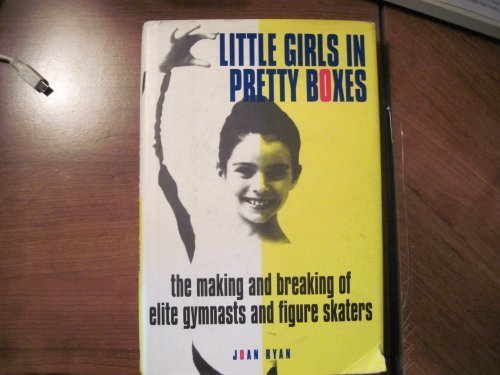 LITTLE GIRLS IN
PRETTY BOXES
the making and breaking of
elite gymnasts and figure skaters
JOAN RYAN